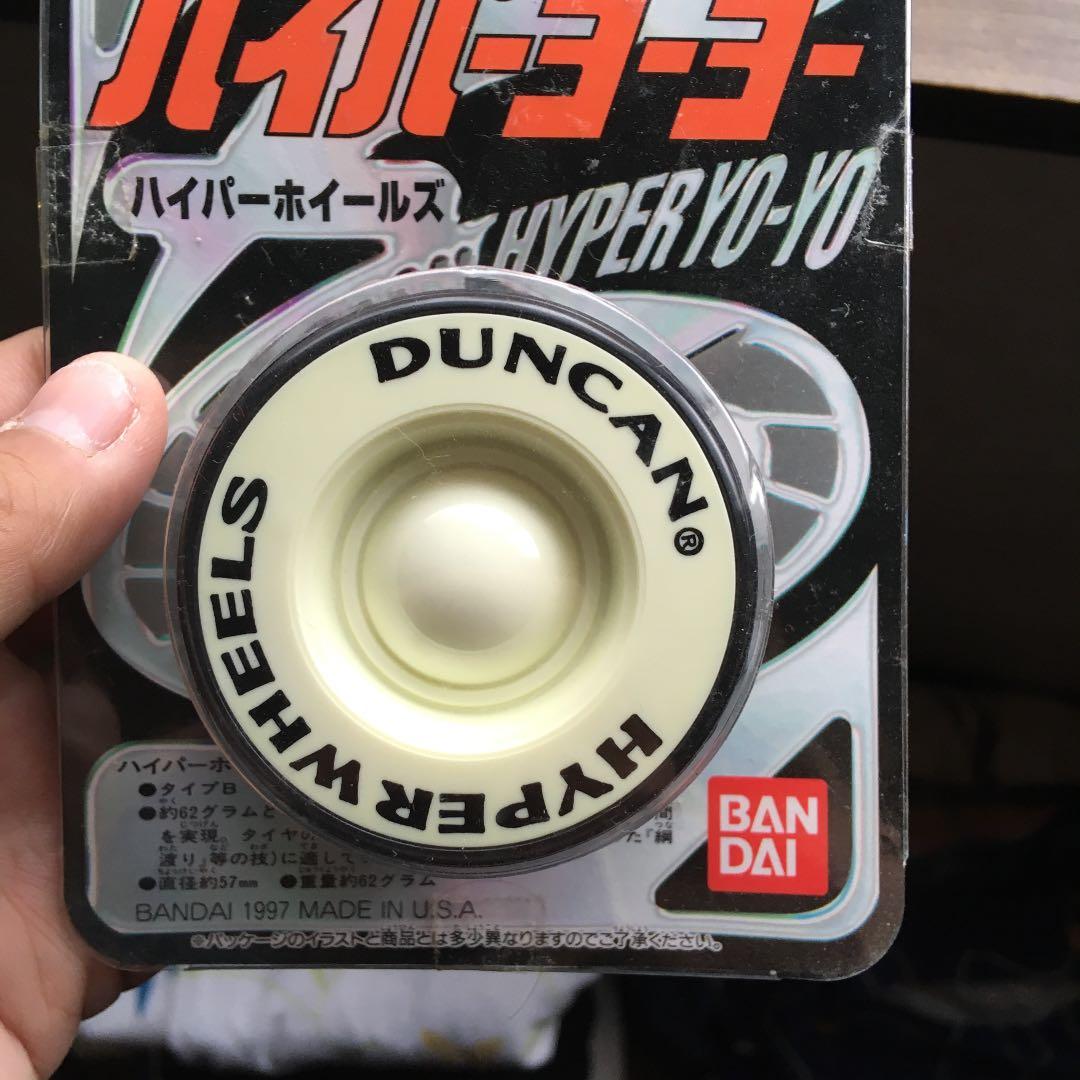 ハイパーヨーヨー
ハイパーホイールズ
HYPER YO-YO
DUNCAN®
HYPER WHEELS
ハイパーホ
●タイプB
●約62グラムと 間
を実現。タイヤの た『綱
渡り』等の技)に適して
●直径約57mm ●重量約62グラム
BANDAI 1997 MADE IN U.S.A.
※パッケージのイラストと商品とは多少異なりますのでご了承ください。
BAN
DAI